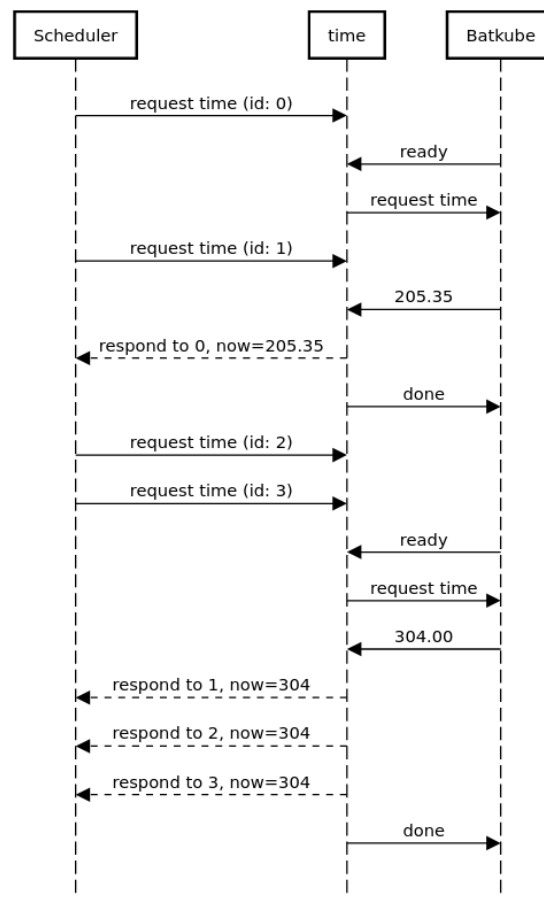 Scheduler
time
Batkube
request time (id: 0)
ready
request time
request time (id: 1)
205.35
respond to 0, now=205.35
done
request time (id: 2)
request time (id: 3)
ready
request time
304.00
respond to 1, now=304
respond to 2, now=304
respond to 3, now=304
done